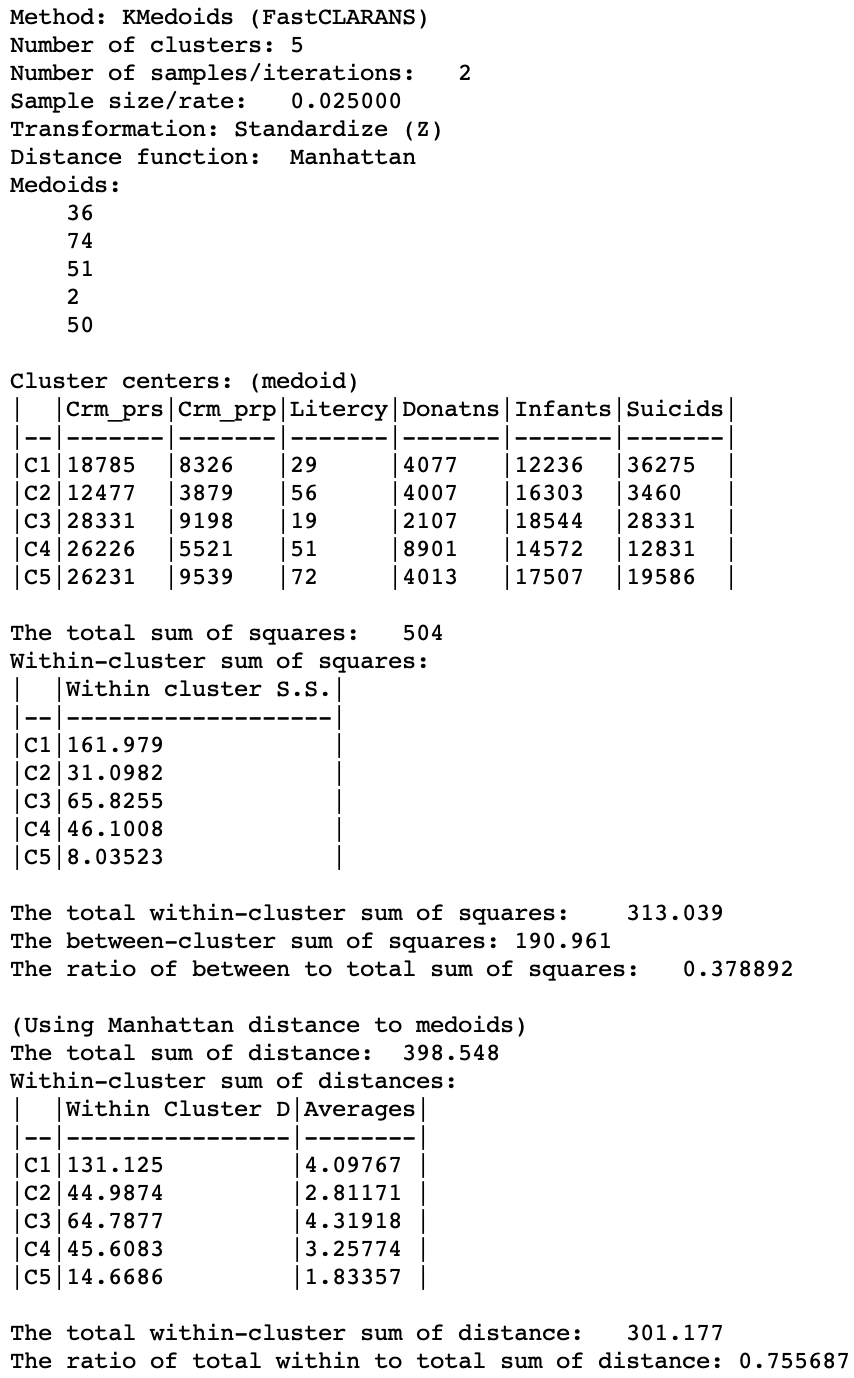 Method: KMedoids (FastCLARANS)
Number of clusters: 5
Number of samples/iterations:   2
Sample size/rate:   0.025000
Transformation: Standardize (Z)
Distance function:  Manhattan
Medoids:
    36
    74
    51
    2
    50
Cluster centers: (medoid)
|  |Crm_prs|Crm_prp|Litercy|Donatns|Infants|Suicids|
|--|-------|-------|-------|-------|-------|-------|
|C1|18785  |8326   |29     |4077   |12236  |36275  |
|C2|12477  |3879   |56     |4007   |16303  |3460   |
|C3|28331  |9198   |19     |2107   |18544  |28331  |
|C4|26226  |5521   |51     |8901   |14572  |12831  |
|C5|26231  |9539   |72     |4013   |17507  |19586  |
The total sum of squares:   504
Within-cluster sum of squares:
|  |Within cluster S.S.|
|--|-------------------|
|C1|161.979            |
|C2|31.0982            |
|C3|65.8255            |
|C4|46.1008            |
|C5|8.03523            |
The total within-cluster sum of squares:    313.039
The between-cluster sum of squares: 190.961
The ratio of between to total sum of squares:   0.378892
(Using Manhattan distance to medoids)
The total sum of distance:  398.548
Within-cluster sum of distances:
|  |Within Cluster D|Averages|
|--|----------------|--------|
|C1|131.125         |4.09767 |
|C2|44.9874         |2.81171 |
|C3|64.7877         |4.31918 |
|C4|45.6083         |3.25774 |
|C5|14.6686         |1.83357 |
The total within-cluster sum of distance:   301.177
The ratio of total within to total sum of distance: 0.755687